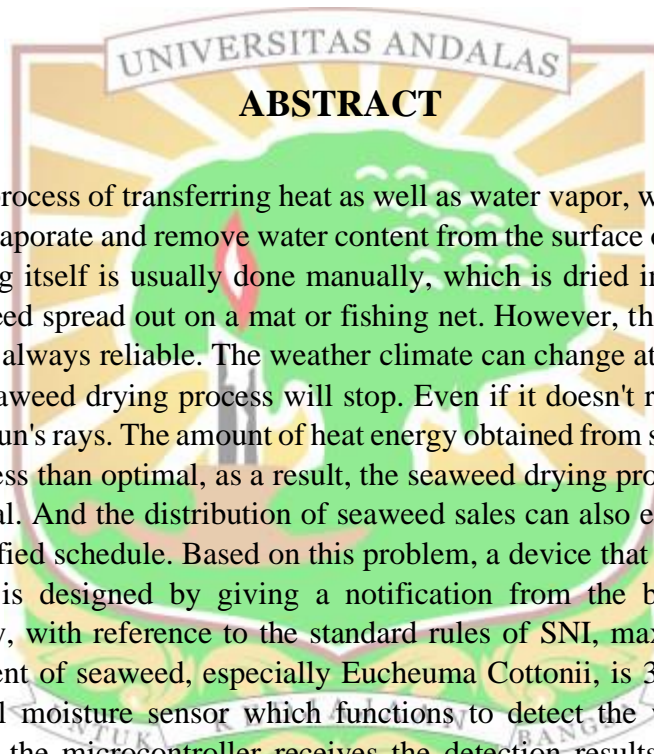 UNIVERSITAS ANDALAS
ABSTRACT
process of transferring heat as well as water vapor, w
aporate and remove water content from the surface o
g itself is usually done manually, which is dried in
eed spread out on a mat or fishing net. However, th
always reliable. The weather climate can change at
aweed drying process will stop. Even if it doesn't r
un's rays. The amount of heat energy obtained from s
ess than optimal, as a result, the seaweed drying pro
al. And the distribution of seaweed sales can also e
ified schedule. Based on this problem, a device that
is designed by giving a notification from the b
y, with reference to the standard rules of SNI, max
ent of seaweed, especially Eucheuma Cottonii, is 3
l moisture sensor which functions to detect the
the microcontroller receives the detection results
UNTUK BANGSA